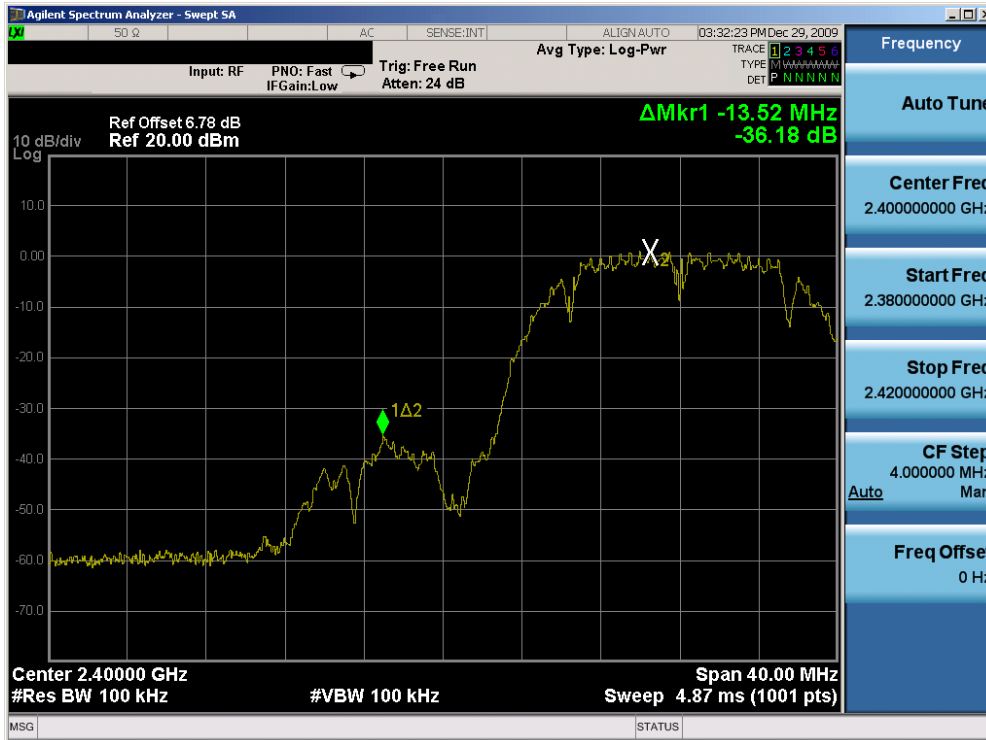 Agilent Spectrum Analyzer - Swept SA
LXI 50 Ω AC SENSE:INT ALIGN AUTO 03:32:23 PM Dec 29, 2009
Frequency
Input: RF PNO: Fast Trig: Free Run Avg Type: Log-Pwr TRACE 1 2 3 4 5 6
IFGain:Low Atten: 24 dB TYPE M
DET P N N N N N
Auto Tune
ΔMkr1 -13.52 MHz
-36.18 dB
Ref Offset 6.78 dB
10 dB/div Ref 20.00 dBm
Log
10.0
0.00
-10.0
-20.0
-30.0
-40.0
-50.0
-60.0
-70.0
X2
1Δ2
Center Freq
2.400000000 GHz
Start Freq
2.380000000 GHz
Stop Freq
2.420000000 GHz
CF Step
4.000000 MHz
Auto Man
Freq Offset
0 Hz
Center 2.40000 GHz Span 40.00 MHz
#Res BW 100 kHz #VBW 100 kHz Sweep 4.87 ms (1001 pts)
MSG STATUS